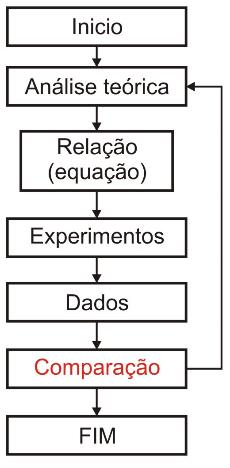 Inicio
Análise teórica
Relação
(equação)
Experimentos
Dados
Comparação
FIM